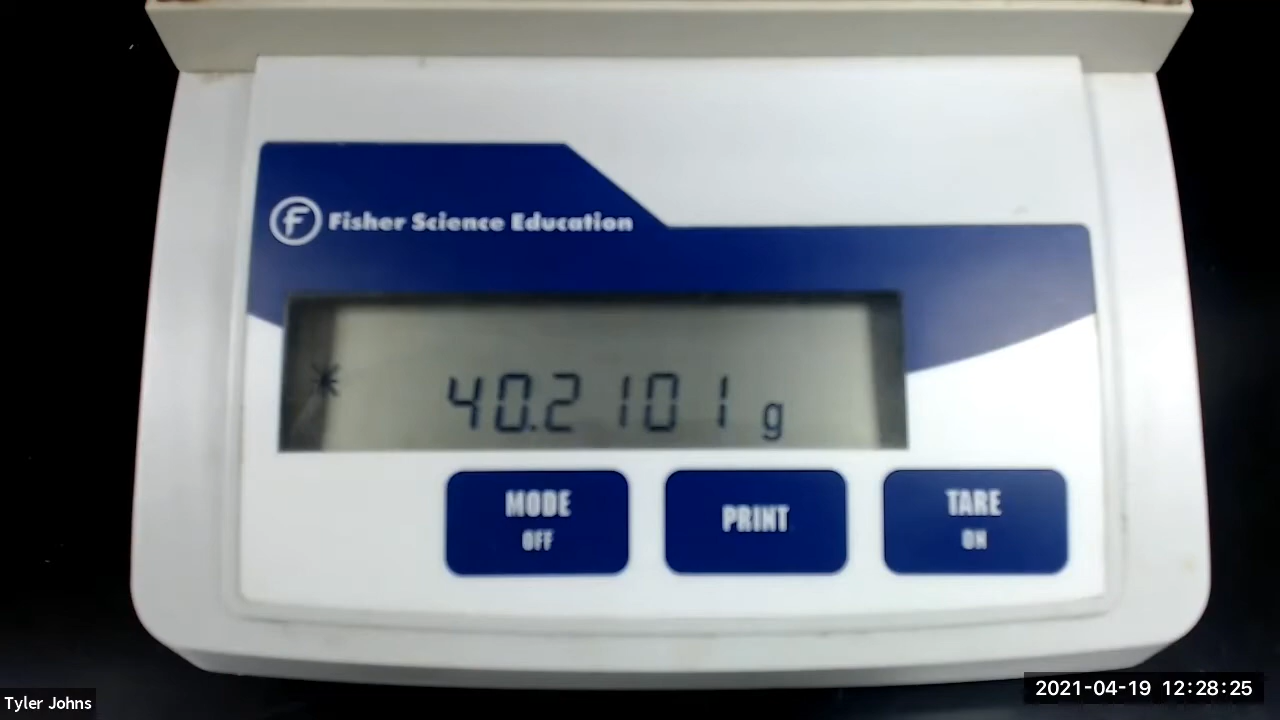 Fisher Science Education
* 40.2101 g
MODE
OFF
PRINT
TARE
ON
Tyler Johns
2021-04-19 12:28:25